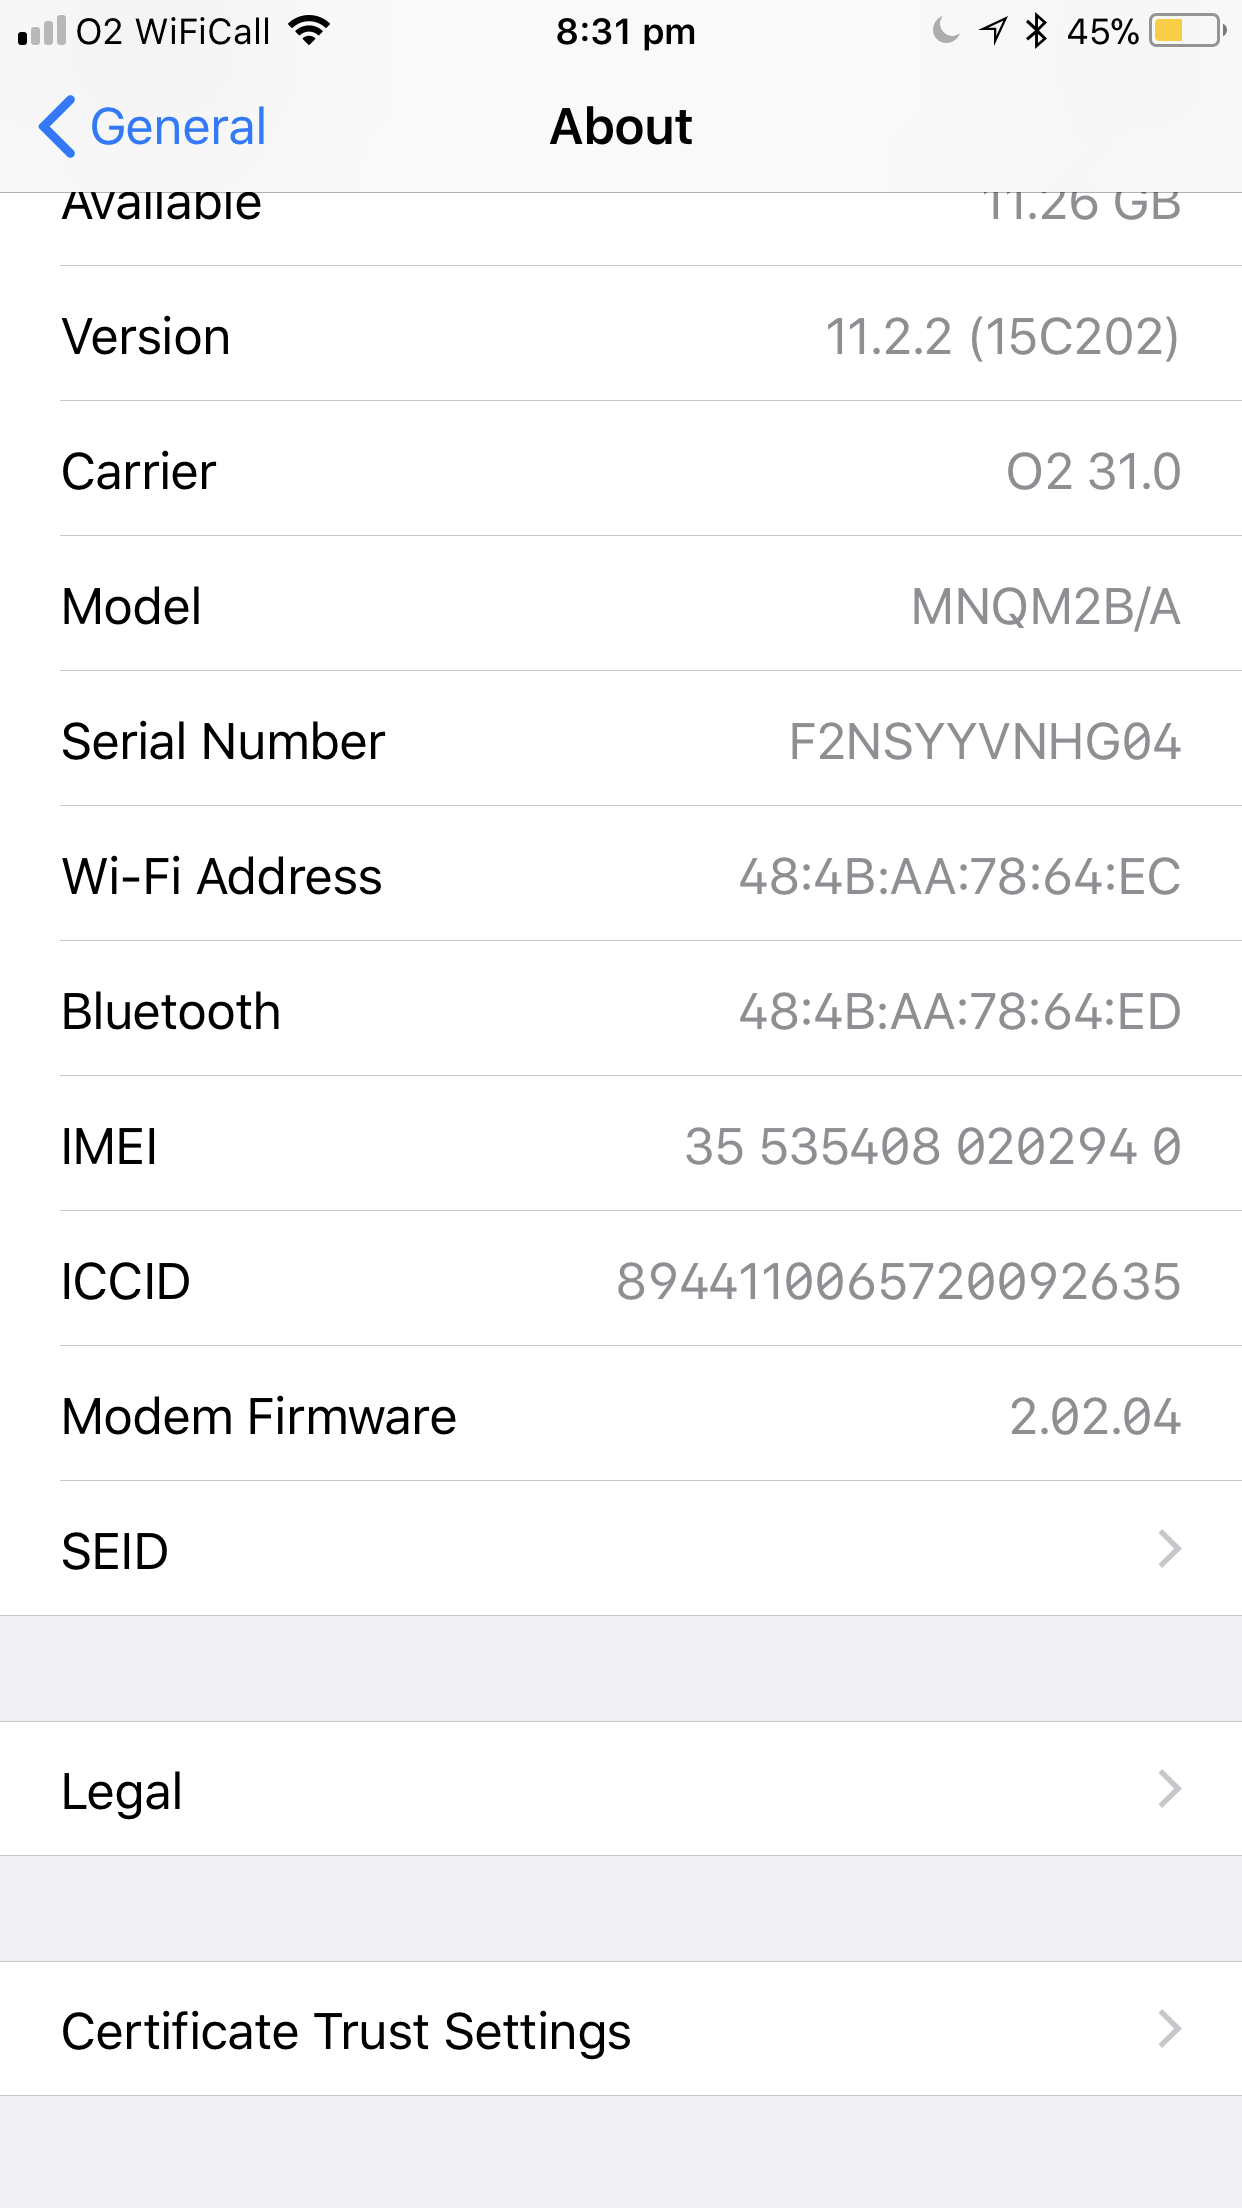 O2 WiFiCall 8:31 pm 45%
General About
Available 11.26 GB
Version 11.2.2 (15C202)
Carrier O2 31.0
Model MNQM2B/A
Serial Number F2NSYYVNHG04
Wi-Fi Address 48:4B:AA:78:64:EC
Bluetooth 48:4B:AA:78:64:ED
IMEI 35 535408 020294 0
ICCID 8944110065720092635
Modem Firmware 2.02.04
SEID
Legal
Certificate Trust Settings